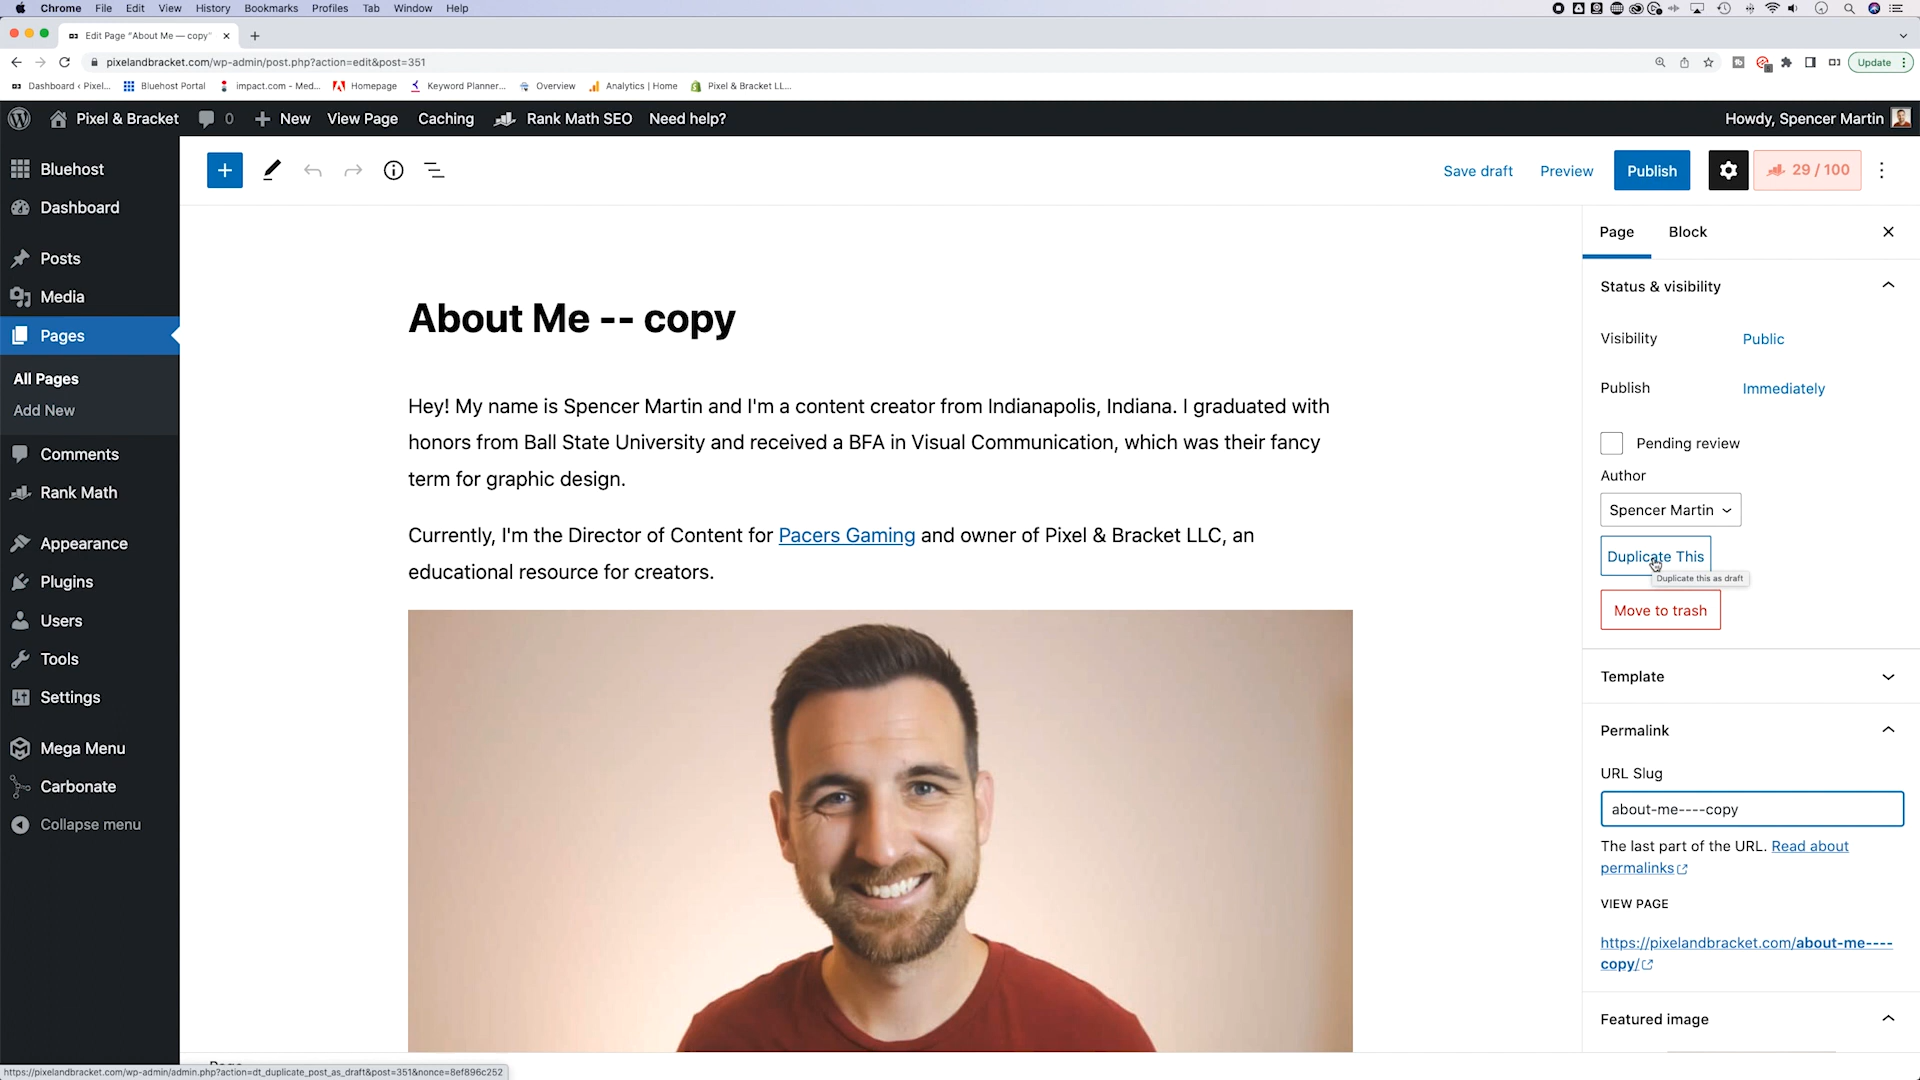 Chrome File Edit View History Bookmarks Profiles Tab Window Help
Edit Page “About Me — copy”
pixelandbracket.com/wp-admin/post.php?action=edit&post=351
Update
Dashboard ‹ Pixel... Bluehost Portal impact.com - Med... Homepage Keyword Planner... Overview Analytics | Home Pixel & Bracket LL...
Pixel & Bracket 0 New View Page Caching Rank Math SEO Need help? Howdy, Spencer Martin
Bluehost
Dashboard
Posts
Media
Pages
All Pages
Add New
Comments
Rank Math
Appearance
Plugins
Users
Tools
Settings
Mega Menu
Carbonate
Collapse menu
Save draft Preview Publish 29 / 100
About Me -- copy
Hey! My name is Spencer Martin and I'm a content creator from Indianapolis, Indiana. I graduated with
honors from Ball State University and received a BFA in Visual Communication, which was their fancy
term for graphic design.
Currently, I'm the Director of Content for Pacers Gaming and owner of Pixel & Bracket LLC, an
educational resource for creators.
Page Block
Status & visibility
Visibility Public
Publish Immediately
Pending review
Author
Spencer Martin
Duplicate This
Duplicate this as draft
Move to trash
Template
Permalink
URL Slug
about-me----copy
The last part of the URL. Read about
permalinks
VIEW PAGE
https://pixelandbracket.com/about-me----
copy/
Featured image
Page
https://pixelandbracket.com/wp-admin/admin.php?action=dt_duplicate_post_as_draft&post=351&nonce=8ef896c252